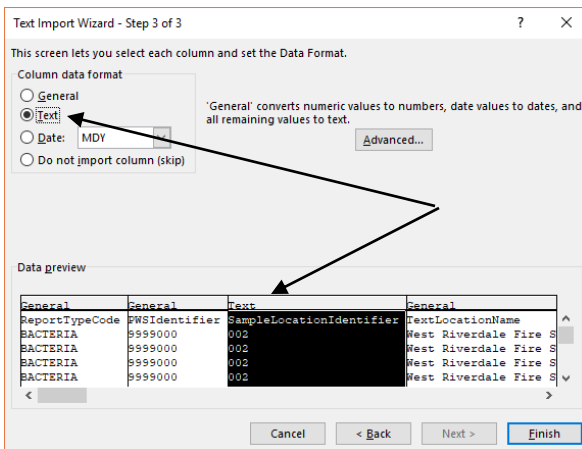 Text Import Wizard - Step 3 of 3 ? ×
This screen lets you select each column and set the Data Format.
Column data format
General
Text
Date: MDY
Do not import column (skip)
'General' converts numeric values to numbers, date values to dates, and
all remaining values to text.
Advanced...
Data preview
General General Text General
ReportTypeCode PWSIdentifier SampleLocationIdentifier TextLocationName
BACTERIA 9999000 002 West Riverdale Fire S
BACTERIA 9999000 002 West Riverdale Fire S
BACTERIA 9999000 002 West Riverdale Fire S
BACTERIA 9999000 002 West Riverdale Fire S
Cancel < Back Next > Finish